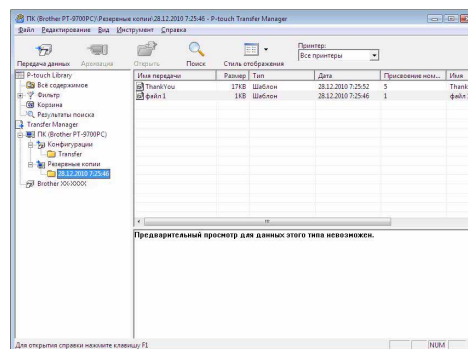 ПК (Brother PT-9700PC)\Резервные копии\28.12.2010 7:25:46 - P-touch Transfer Manager
Файл Редактирование Вид Инструмент Справка
Принтер:
Все принтеры
Передача данных Архивация Открыть Поиск Стиль отображения
P-touch Library
Все содержимое
Фильтр
Корзина
Результаты поиска
Transfer Manager
ПК (Brother PT-9700PC)
Конфигурации
Transfer
Резервные копии
28.12.2010 7:25:46
Brother XX-XXXX
Имя передачи Размер Тип Дата Присвоение ном... Имя
ThankYou 17KB Шаблон 28.12.2010 7:25:52 5 Thank
файл 1 1KB Шаблон 28.12.2010 7:25:46 1 файл
Предварительный просмотр для данных этого типа невозможен.
Для открытия справки нажмите клавишу F1 NUM